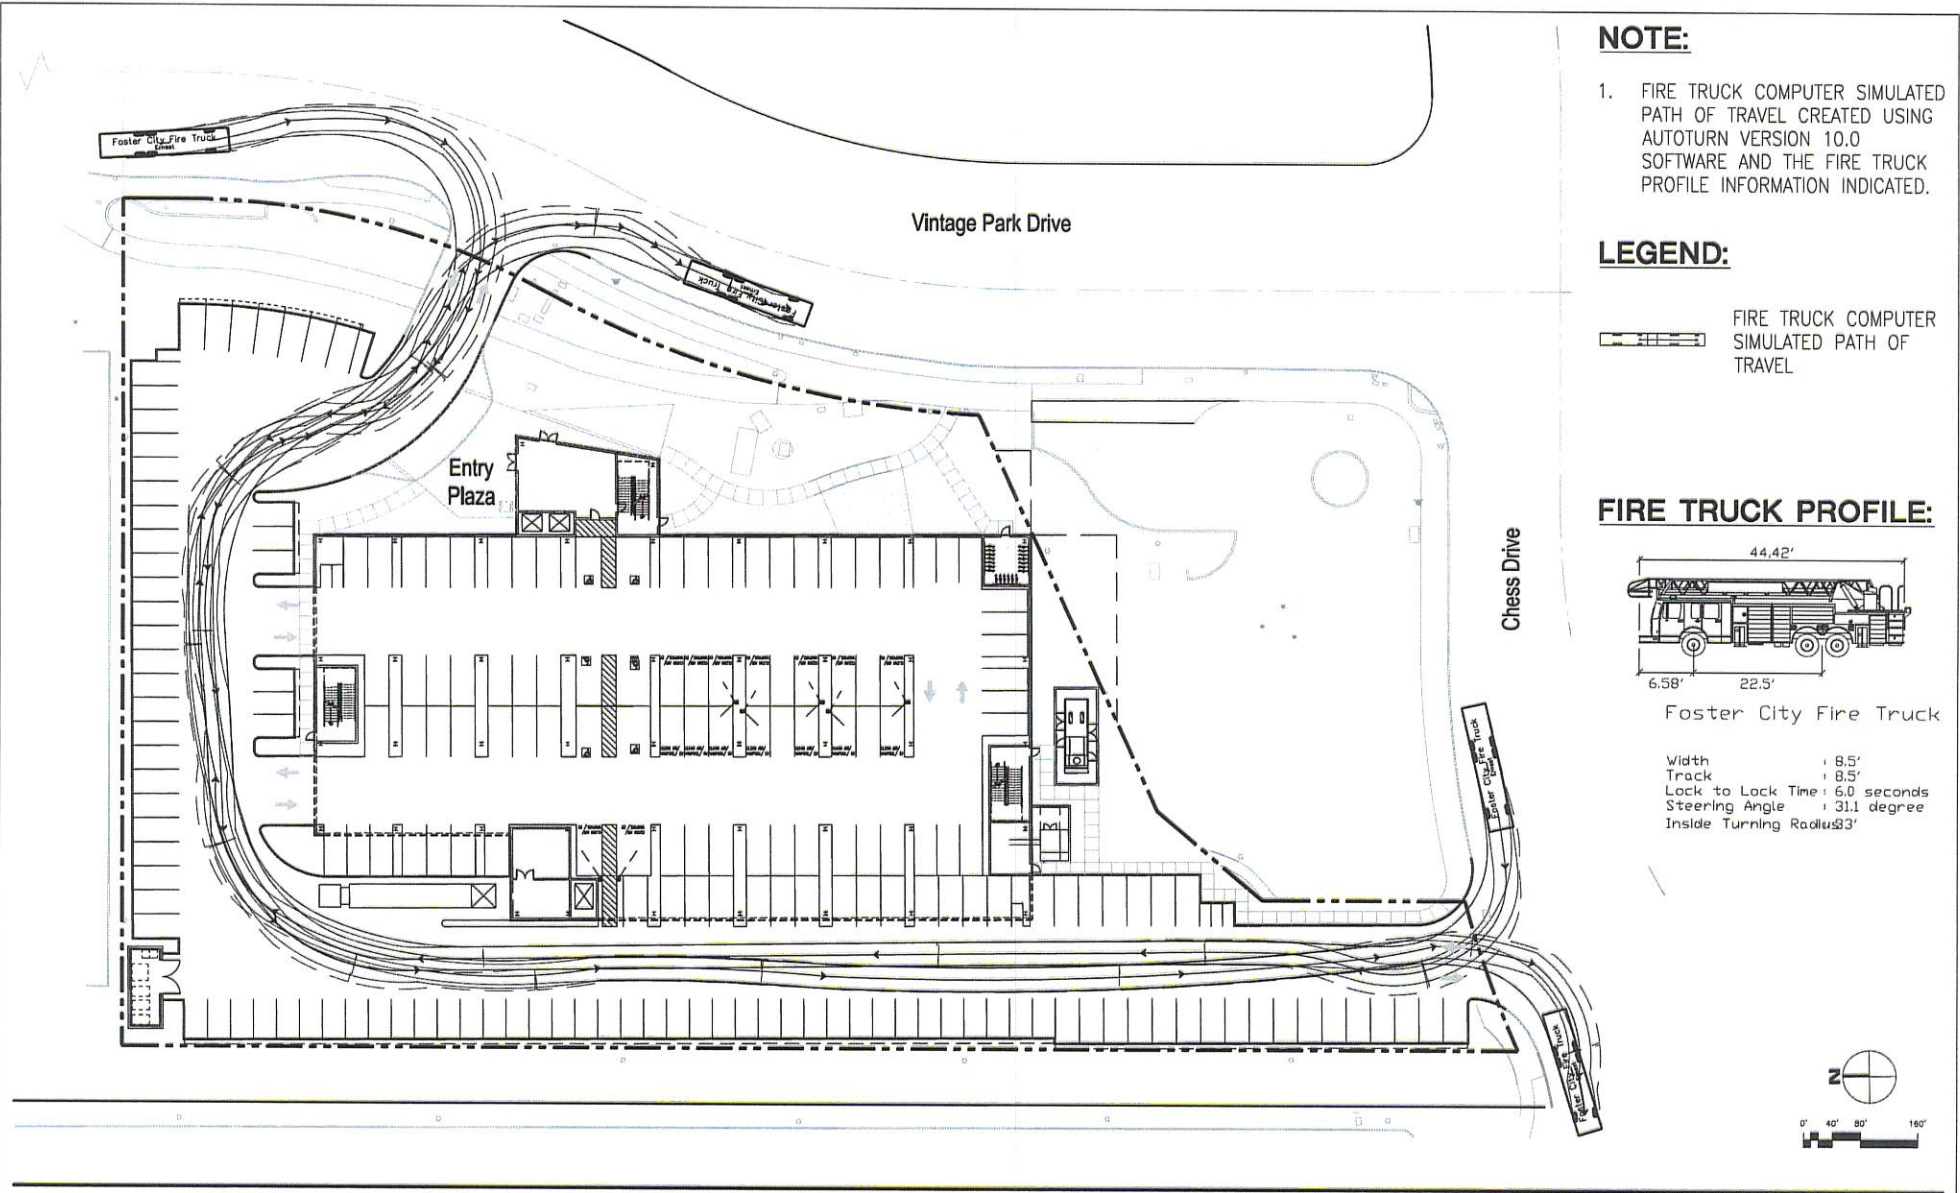 NOTE:
1. FIRE TRUCK COMPUTER SIMULATED
PATH OF TRAVEL CREATED USING
AUTOTURN VERSION 10.0
SOFTWARE AND THE FIRE TRUCK
PROFILE INFORMATION INDICATED.
LEGEND:
FIRE TRUCK COMPUTER
SIMULATED PATH OF
TRAVEL
FIRE TRUCK PROFILE:
44.42'
6.58'
22.5'
Foster City Fire Truck
Width : 8.5'
Track : 8.5'
Lock to Lock Time : 6.0 seconds
Steering Angle : 31.1 degree
Inside Turning Radius 33'
Foster City Fire Truck
Foster City Fire Truck
Vintage Park Drive
Entry
Plaza
Chess Drive
Foster City Fire Truck
Foster City Fire Truck
N
0' 40' 80' 160'